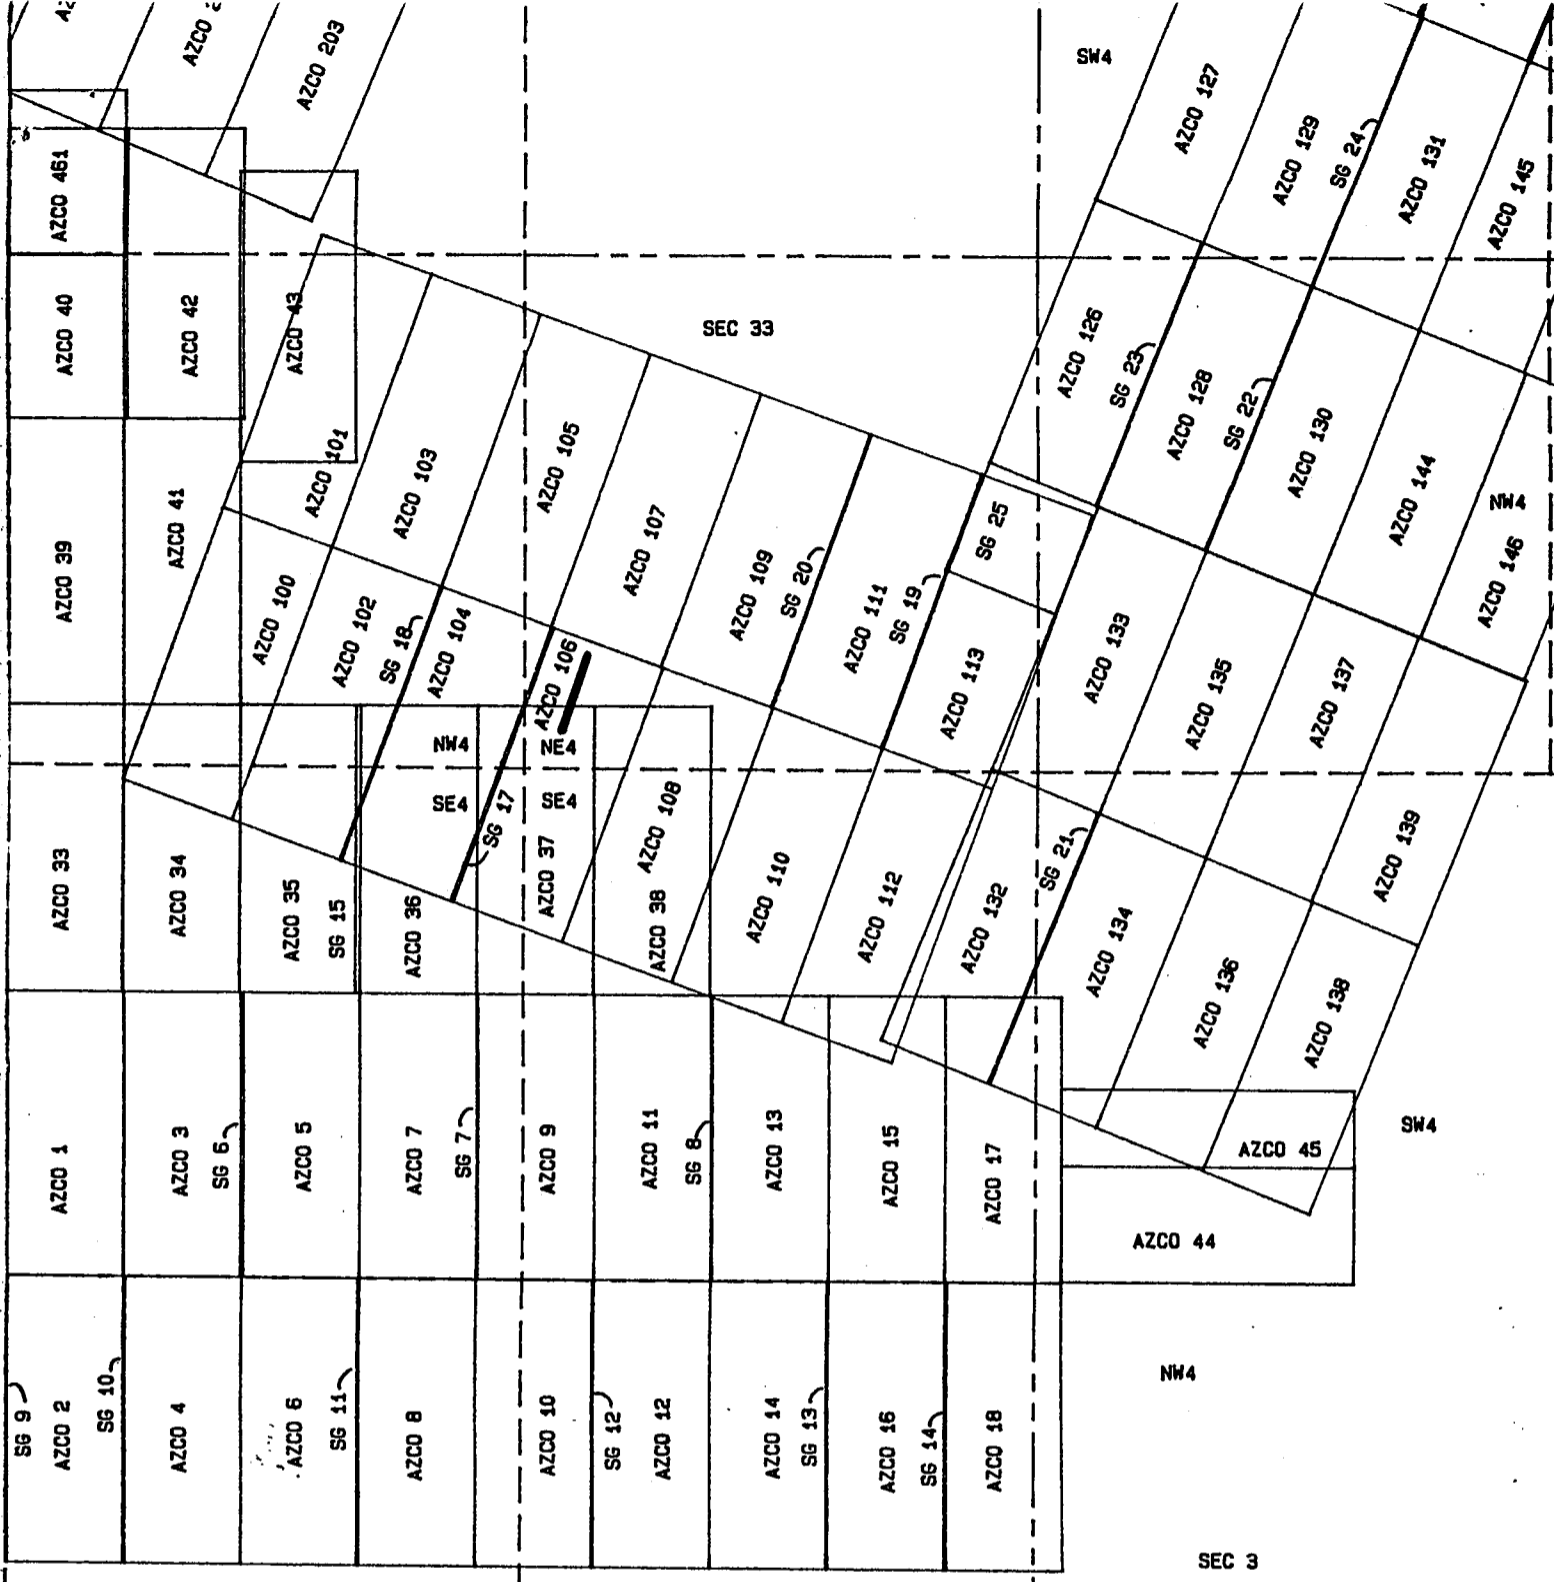 AZCO 203
SW4
AZCO 127
AZCO 129
SG 24
AZCO 131
AZCO 145
AZCO 461
AZCO 40
AZCO 42
AZCO 43
SEC 33
AZCO 126
SG 23
AZCO 128
SG 22
AZCO 130
AZCO 144
NW4
AZCO 146
AZCO 39
AZCO 41
AZCO 101
AZCO 103
AZCO 105
AZCO 107
AZCO 109
SG 20
AZCO 111
SG 19
SG 25
AZCO 100
AZCO 102
SG 18
AZCO 104
AZCO 106
AZCO 113
AZCO 133
AZCO 135
AZCO 137
NW4
NE4
SE4
SE4
SG 17
AZCO 33
AZCO 34
AZCO 35
SG 15
AZCO 36
AZCO 37
AZCO 108
AZCO 38
AZCO 110
AZCO 112
AZCO 132
SG 21
AZCO 134
AZCO 136
AZCO 138
AZCO 139
AZCO 1
AZCO 3
SG 6
AZCO 5
AZCO 7
SG 7
AZCO 9
AZCO 11
SG 8
AZCO 13
AZCO 15
AZCO 17
AZCO 45
SW4
AZCO 44
SG 9
AZCO 2
SG 10
AZCO 4
AZCO 6
SG 11
AZCO 8
AZCO 10
SG 12
AZCO 12
AZCO 14
SG 13
AZCO 16
SG 14
AZCO 18
NW4
SEC 3